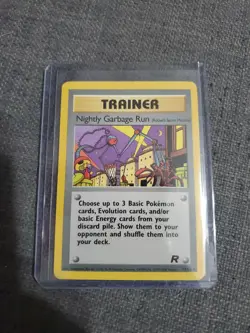 TRAINER
Nightly Garbage Run
Choose up to 3 Basic Pokémon
cards, Evolution cards, and/or
basic Energy cards from your
discard pile. Show them to your
opponent and shuffle them into
your deck.
R